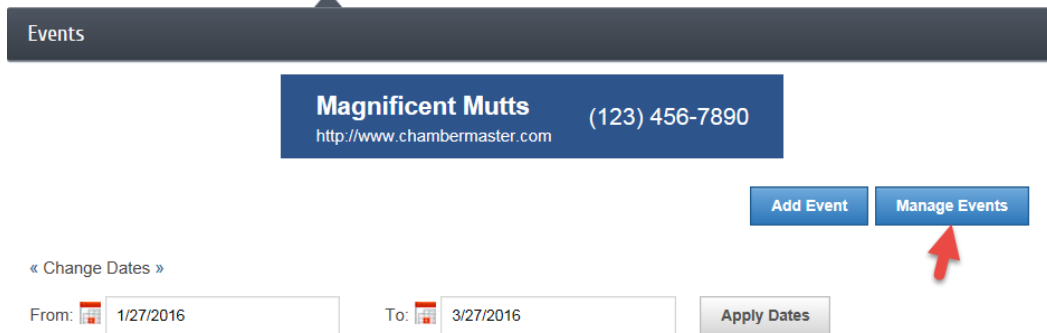 Events
Magnificent Mutts
http://www.chambermaster.com
(123) 456-7890
Add Event
Manage Events
« Change Dates »
From: 1/27/2016 To: 3/27/2016 Apply Dates